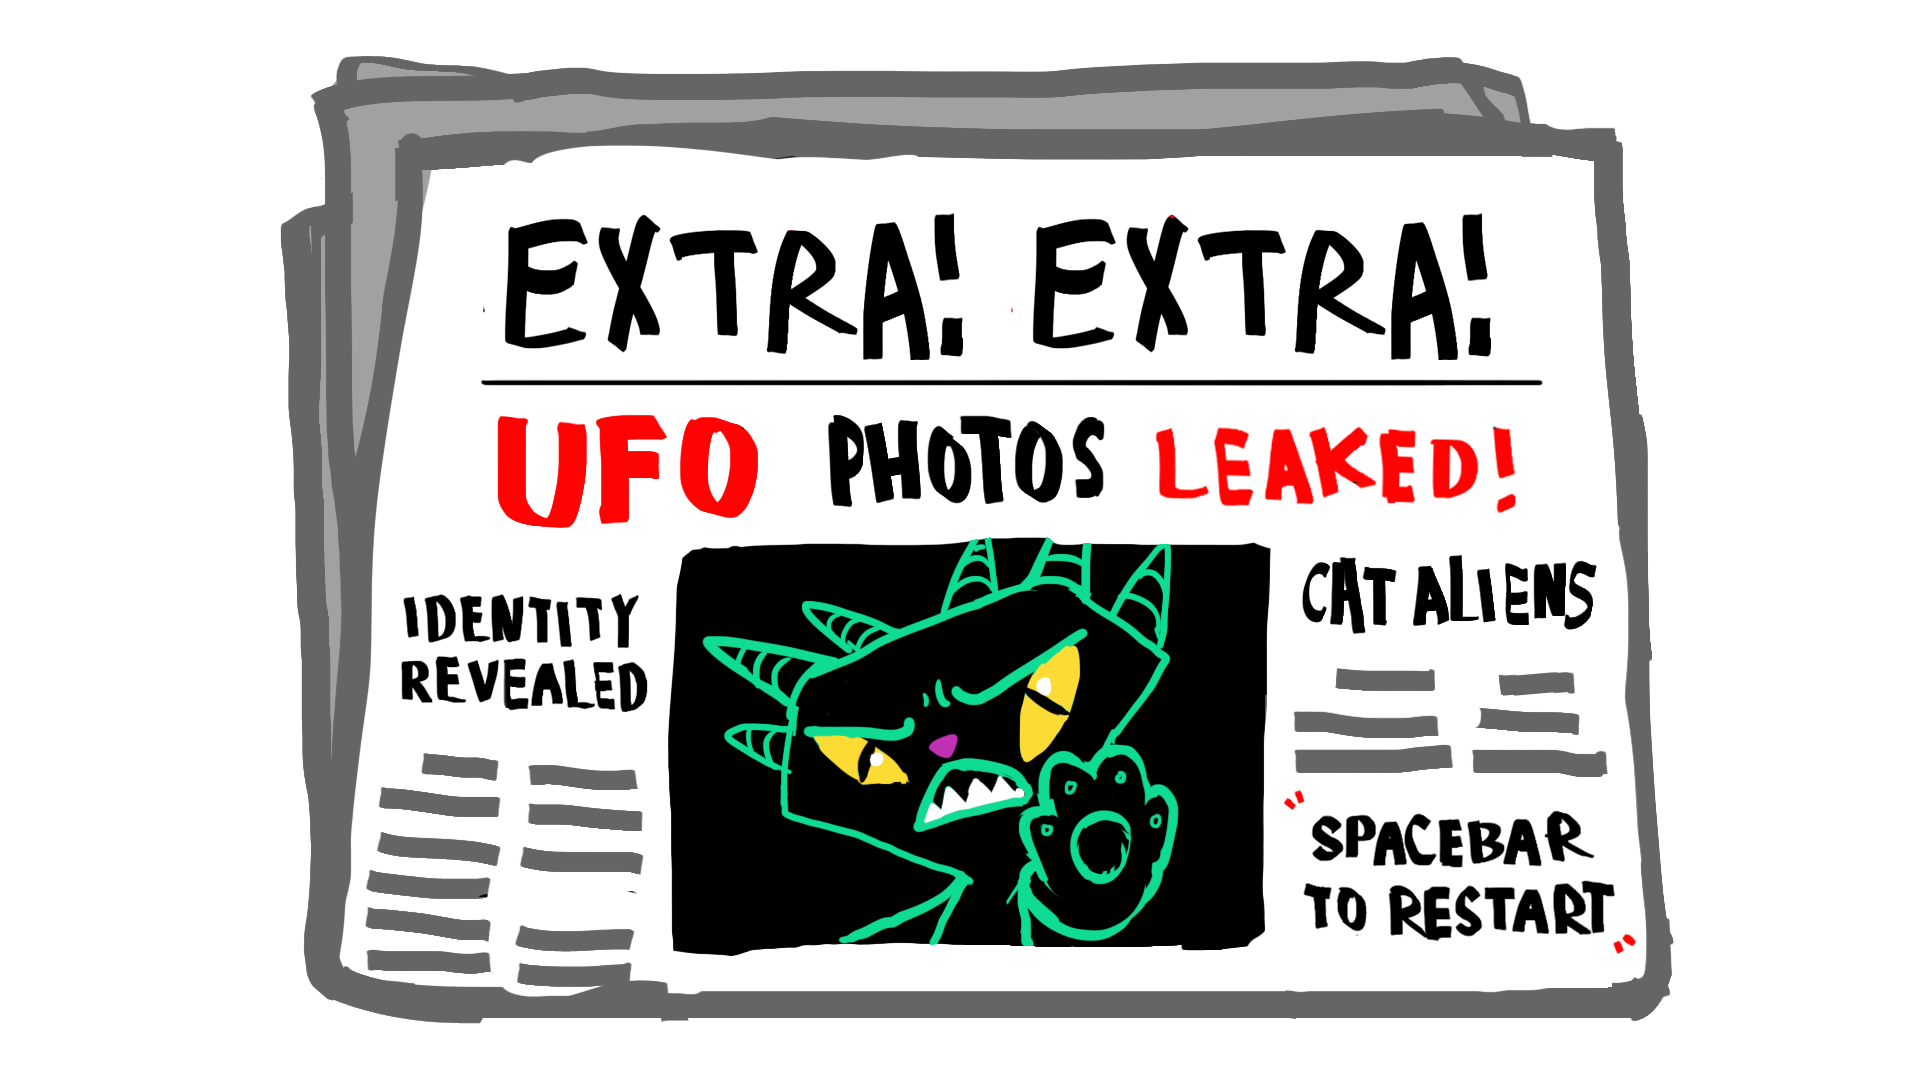 EXTRA! EXTRA!
UFO PHOTOS LEAKED!
IDENTITY
REVEALED
CAT ALIENS
"SPACEBAR
TO RESTART"